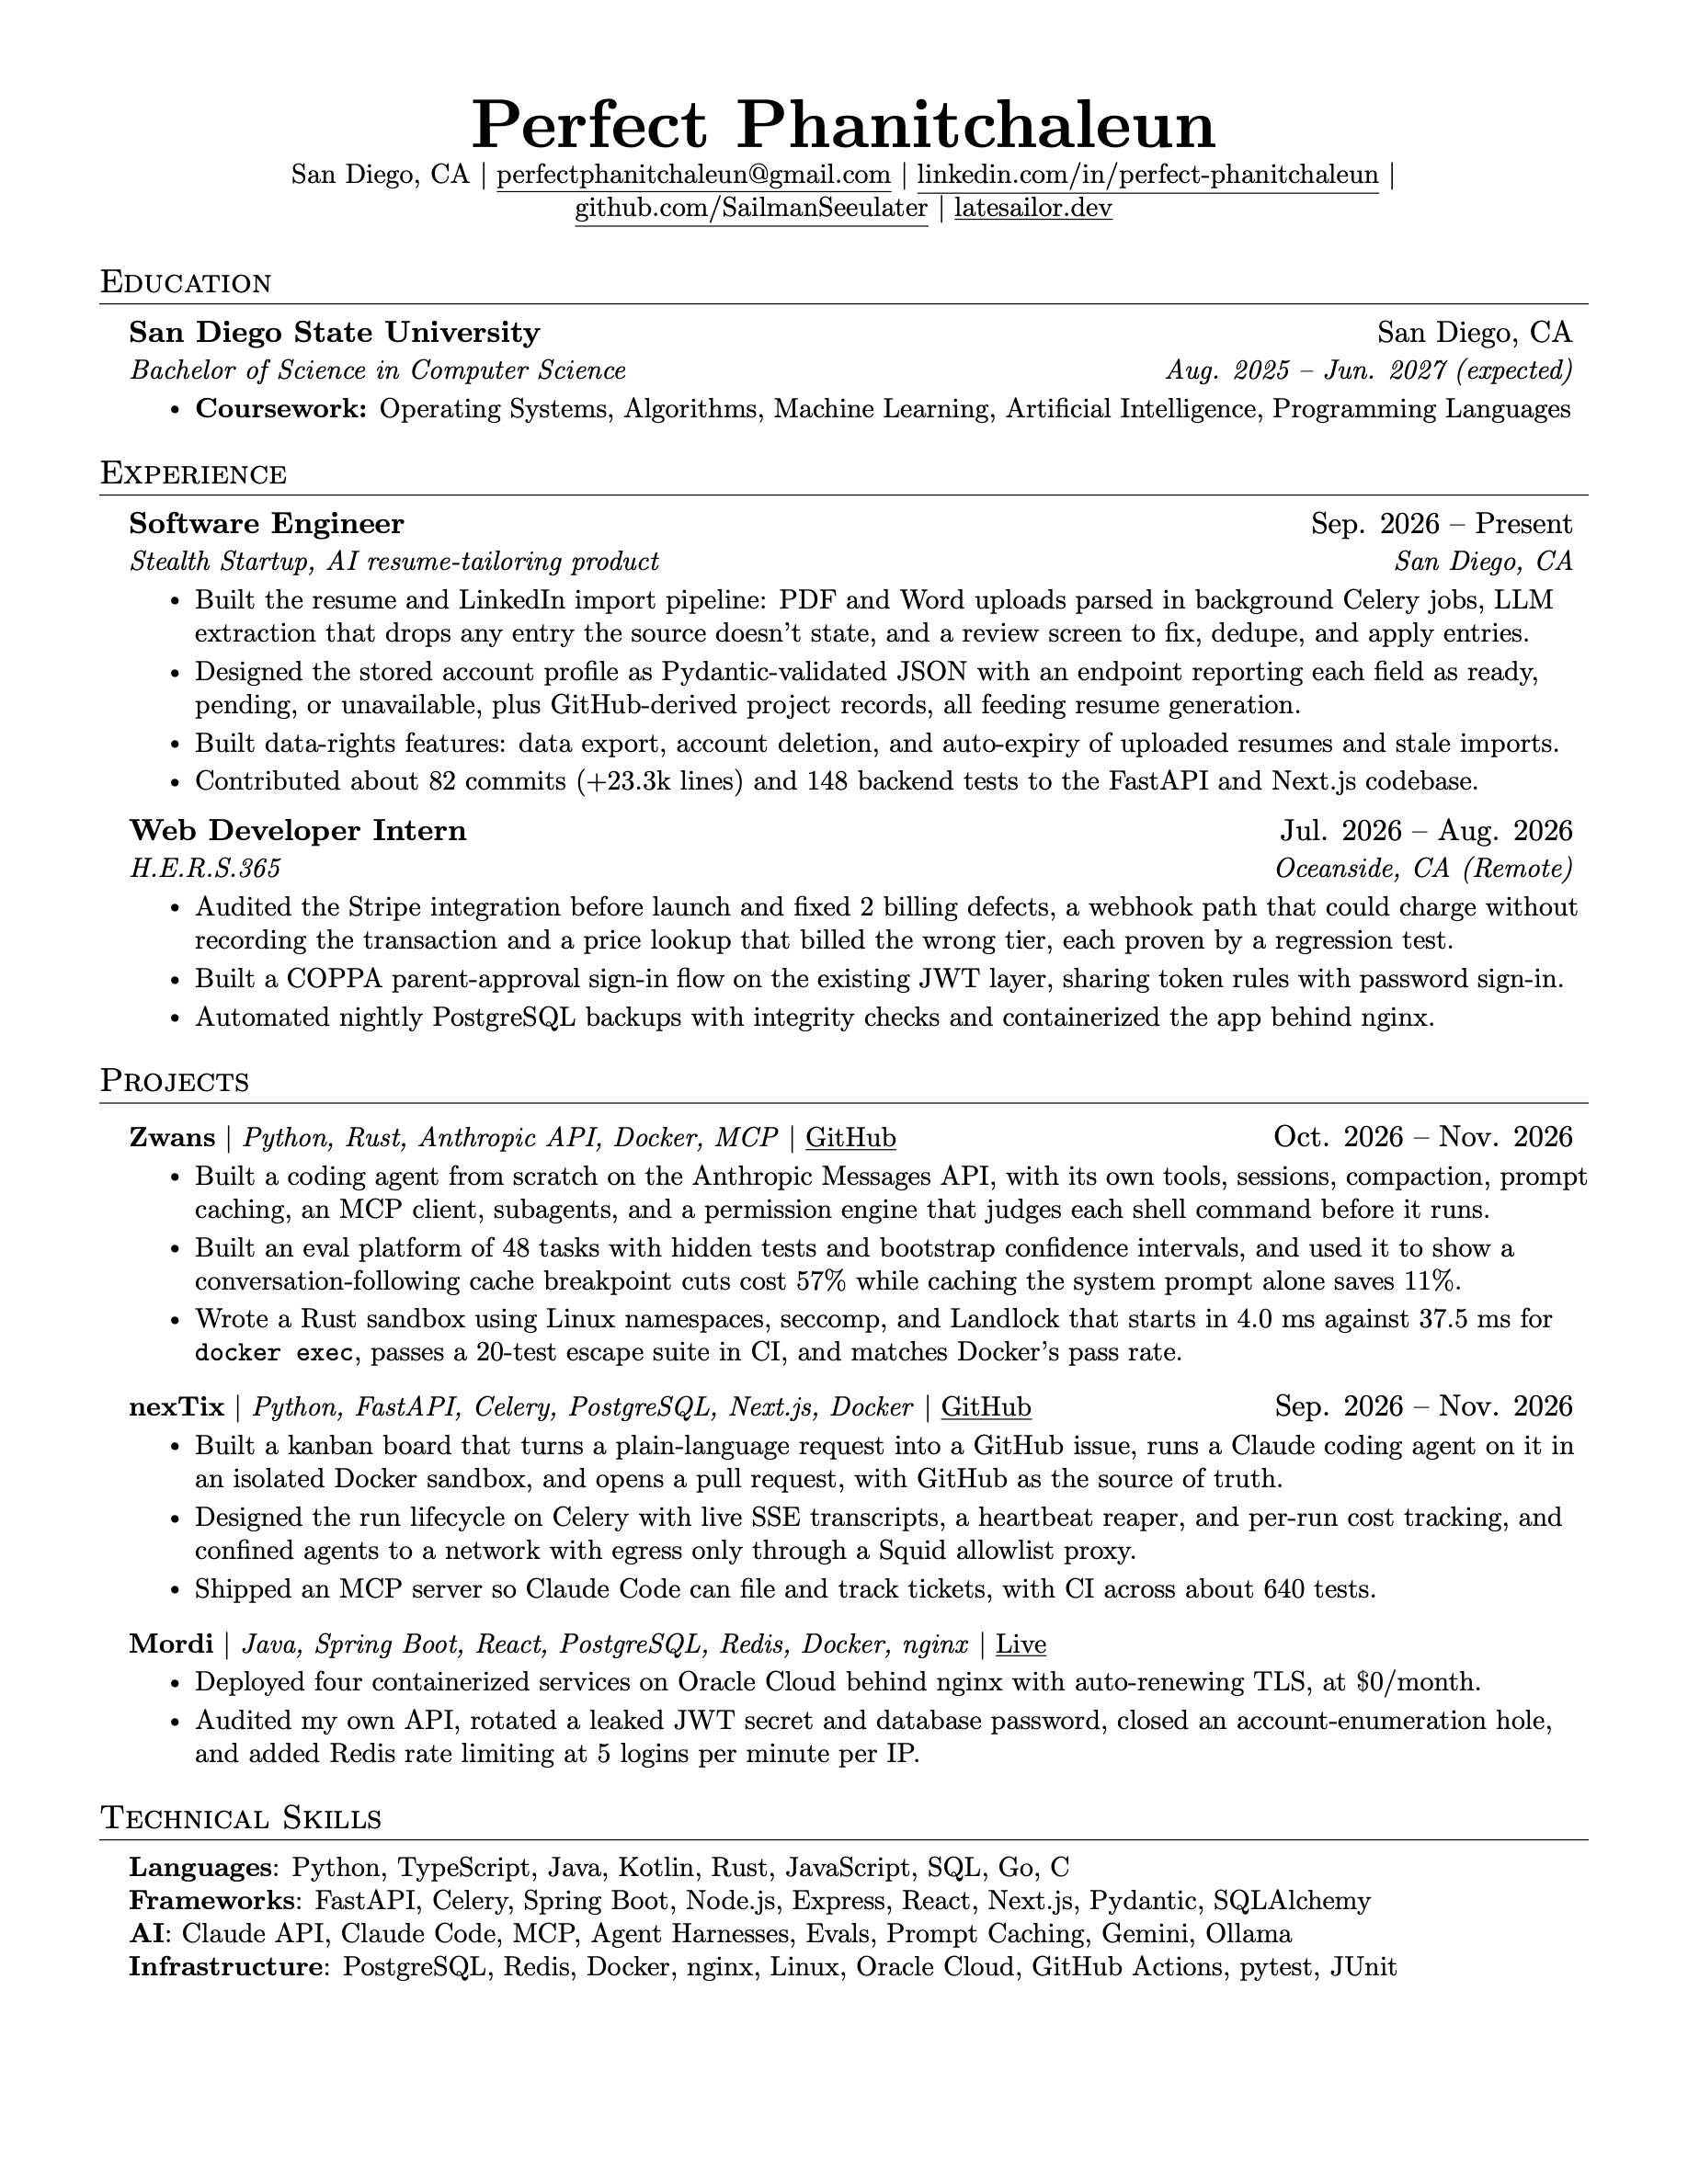 Perfect Phanitchaleun
San Diego, CA | perfectphanitchaleun@gmail.com | linkedin.com/in/perfect-phanitchaleun |
github.com/SailmanSeeulater | latesailor.dev
Education
San Diego State University San Diego, CA
Bachelor of Science in Computer Science Aug. 2025 – Jun. 2027 (expected)
• Coursework: Operating Systems, Algorithms, Machine Learning, Artificial Intelligence, Programming Languages
Experience
Software Engineer Sep. 2026 – Present
Stealth Startup, AI resume-tailoring product San Diego, CA
• Built the resume and LinkedIn import pipeline: PDF and Word uploads parsed in background Celery jobs, LLM
extraction that drops any entry the source doesn't state, and a review screen to fix, dedupe, and apply entries.
• Designed the stored account profile as Pydantic-validated JSON with an endpoint reporting each field as ready,
pending, or unavailable, plus GitHub-derived project records, all feeding resume generation.
• Built data-rights features: data export, account deletion, and auto-expiry of uploaded resumes and stale imports.
• Contributed about 82 commits (+23.3k lines) and 148 backend tests to the FastAPI and Next.js codebase.
Web Developer Intern Jul. 2026 – Aug. 2026
H.E.R.S.365 Oceanside, CA (Remote)
• Audited the Stripe integration before launch and fixed 2 billing defects, a webhook path that could charge without
recording the transaction and a price lookup that billed the wrong tier, each proven by a regression test.
• Built a COPPA parent-approval sign-in flow on the existing JWT layer, sharing token rules with password sign-in.
• Automated nightly PostgreSQL backups with integrity checks and containerized the app behind nginx.
Projects
Zwans | Python, Rust, Anthropic API, Docker, MCP | GitHub Oct. 2026 – Nov. 2026
• Built a coding agent from scratch on the Anthropic Messages API, with its own tools, sessions, compaction, prompt
caching, an MCP client, subagents, and a permission engine that judges each shell command before it runs.
• Built an eval platform of 48 tasks with hidden tests and bootstrap confidence intervals, and used it to show a
conversation-following cache breakpoint cuts cost 57% while caching the system prompt alone saves 11%.
• Wrote a Rust sandbox using Linux namespaces, seccomp, and Landlock that starts in 4.0 ms against 37.5 ms for
docker exec, passes a 20-test escape suite in CI, and matches Docker's pass rate.
nexTix | Python, FastAPI, Celery, PostgreSQL, Next.js, Docker | GitHub Sep. 2026 – Nov. 2026
• Built a kanban board that turns a plain-language request into a GitHub issue, runs a Claude coding agent on it in
an isolated Docker sandbox, and opens a pull request, with GitHub as the source of truth.
• Designed the run lifecycle on Celery with live SSE transcripts, a heartbeat reaper, and per-run cost tracking, and
confined agents to a network with egress only through a Squid allowlist proxy.
• Shipped an MCP server so Claude Code can file and track tickets, with CI across about 640 tests.
Mordi | Java, Spring Boot, React, PostgreSQL, Redis, Docker, nginx | Live
• Deployed four containerized services on Oracle Cloud behind nginx with auto-renewing TLS, at $0/month.
• Audited my own API, rotated a leaked JWT secret and database password, closed an account-enumeration hole,
and added Redis rate limiting at 5 logins per minute per IP.
Technical Skills
Languages: Python, TypeScript, Java, Kotlin, Rust, JavaScript, SQL, Go, C
Frameworks: FastAPI, Celery, Spring Boot, Node.js, Express, React, Next.js, Pydantic, SQLAlchemy
AI: Claude API, Claude Code, MCP, Agent Harnesses, Evals, Prompt Caching, Gemini, Ollama
Infrastructure: PostgreSQL, Redis, Docker, nginx, Linux, Oracle Cloud, GitHub Actions, pytest, JUnit